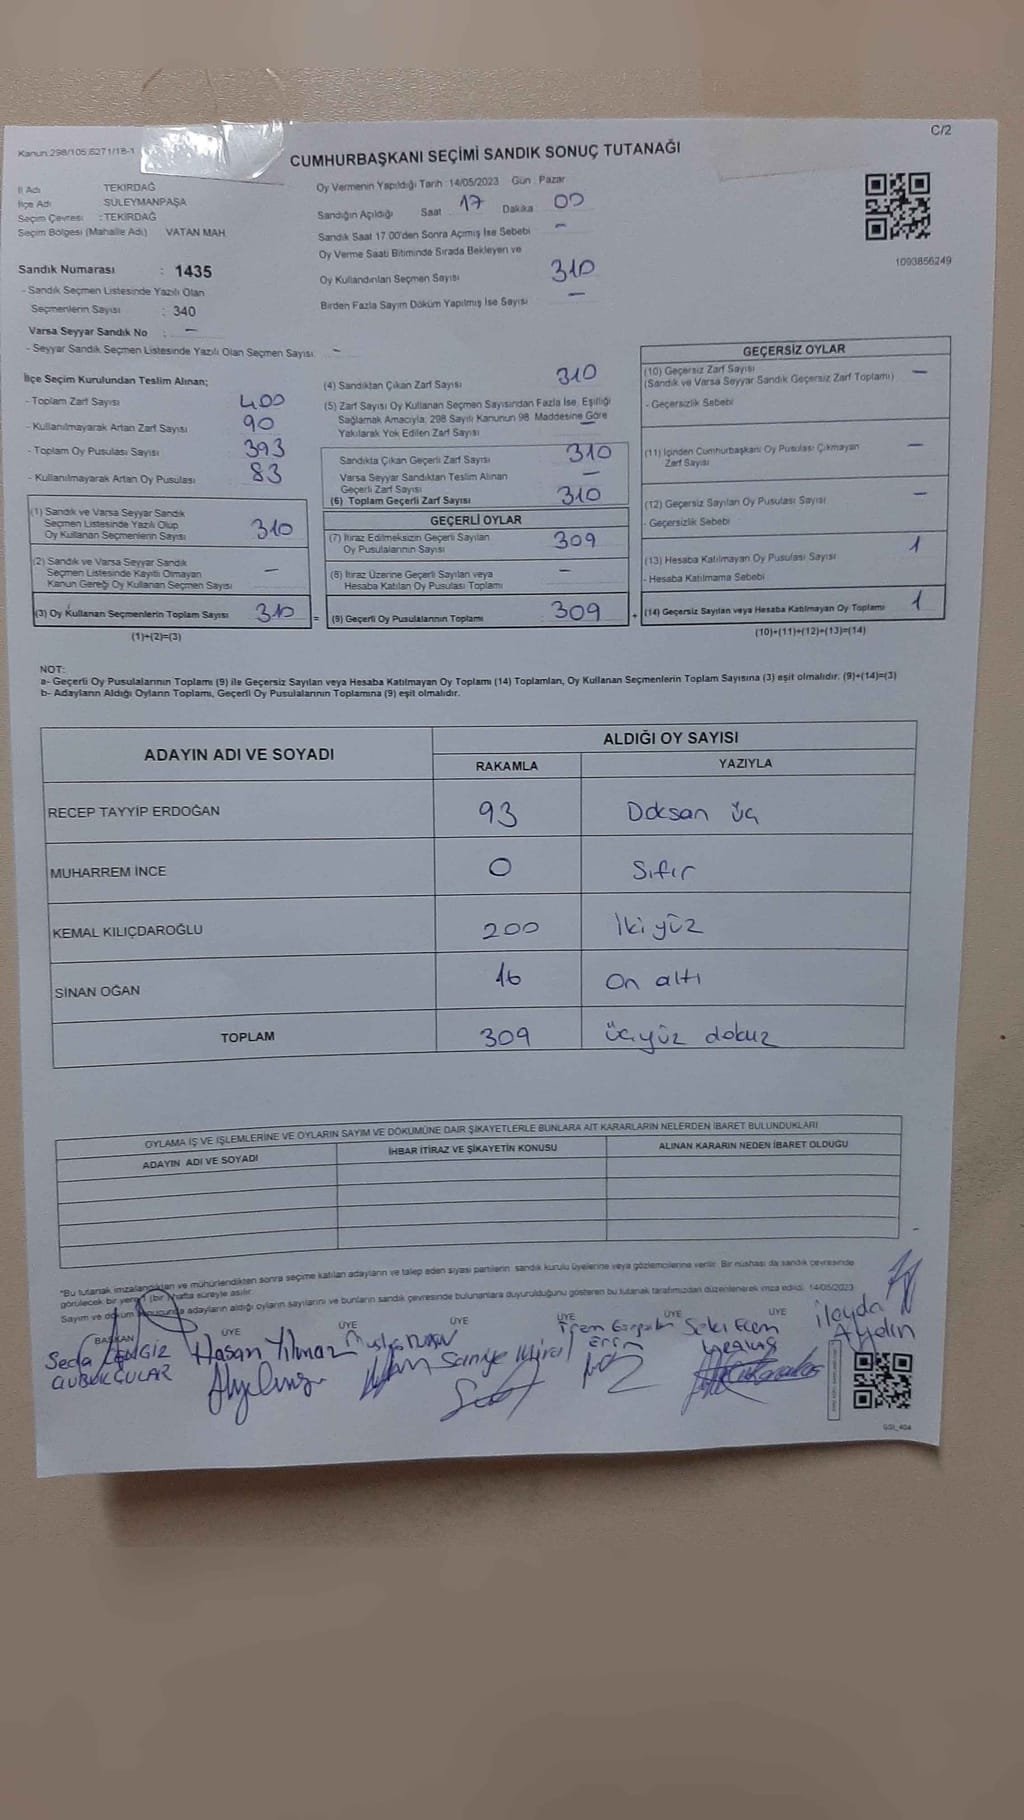 Kanun:298/105,6271/18-1
C/2
CUMHURBAŞKANI SEÇİMİ SANDIK SONUÇ TUTANAĞI
İl Adı TEKİRDAĞ
İlçe Adı SÜLEYMANPAŞA
Seçim Çevresi : TEKİRDAĞ
Seçim Bölgesi (Mahalle Adı) VATAN MAH
Oy Vermenin Yapıldığı Tarih :14/05/2023 Gün : Pazar
Sandığın Açıldığı Saat 17 Dakika 00
Sandık Saat 17.00'den Sonra Açımış İse Sebebi –
Oy Verme Saati Bitiminde Sırada Bekleyen ve
Oy Kullandırılan Seçmen Sayısı 310
Birden Fazla Sayım Döküm Yapılmış İse Sayısı –
1093856249
Sandık Numarası : 1435
- Sandık Seçmen Listesinde Yazılı Olan
Seçmenlerin Sayısı : 340
Varsa Seyyar Sandık No : –
- Seyyar Sandık Seçmen Listesinde Yazılı Olan Seçmen Sayısı: –
İlçe Seçim Kurulundan Teslim Alınan;
- Toplam Zarf Sayısı 400
- Kullanılmayarak Artan Zarf Sayısı 90
- Toplam Oy Pusulası Sayısı 393
- Kullanılmayarak Artan Oy Pusulası 83
(1) Sandık ve Varsa Seyyar Sandık
Seçmen Listesinde Yazılı Olup
Oy Kullanan Seçmenlerin Sayısı 310
(2) Sandık ve Varsa Seyyar Sandık
Seçmen Listesinde Kayıtlı Olmayan
Kanun Gereği Oy Kullanan Seçmen Sayısı –
(3) Oy Kullanan Seçmenlerin Toplam Sayısı 310 =
(1)+(2)=(3)
(4) Sandıktan Çıkan Zarf Sayısı 310
(5) Zarf Sayısı Oy Kullanan Seçmen Sayısından Fazla İse, Eşitliği
Sağlamak Amacıyla, 298 Sayılı Kanunun 98. Maddesine Göre
Yakılarak Yok Edilen Zarf Sayısı –
Sandıkta Çıkan Geçerli Zarf Sayısı 310
Varsa Seyyar Sandıktan Teslim Alınan
Geçerli Zarf Sayısı –
(6) Toplam Geçerli Zarf Sayısı 310
GEÇERLİ OYLAR
(7) İtiraz Edilmeksizin Geçerli Sayılan
Oy Pusulalarının Sayısı 309
(8) İtiraz Üzerine Geçerli Sayılan veya
Hesaba Katılan Oy Pusulası Toplamı –
(9) Geçerli Oy Pusulalarının Toplamı : 309 +
GEÇERSİZ OYLAR
(10) Geçersiz Zarf Sayısı –
(Sandık ve Varsa Seyyar Sandık Geçersiz Zarf Toplamı)
- Geçersizlik Sebebi
(11) İçinden Cumhurbaşkanı Oy Pusulası Çıkmayan
Zarf Sayısı –
(12) Geçersiz Sayılan Oy Pusulası Sayısı –
- Geçersizlik Sebebi
(13) Hesaba Katılmayan Oy Pusulası Sayısı 1
- Hesaba Katılmama Sebebi
(14) Geçersiz Sayılan veya Hesaba Katılmayan Oy Toplamı 1
(10)+(11)+(12)+(13)=(14)
NOT:
a- Geçerli Oy Pusulalarının Toplamı (9) ile Geçersiz Sayılan veya Hesaba Katılmayan Oy Toplamı (14) Toplamları, Oy Kullanan Seçmenlerin Toplam Sayısına (3) eşit olmalıdır. (9)+(14)=(3)
b- Adayların Aldığı Oyların Toplamı, Geçerli Oy Pusulalarının Toplamına (9) eşit olmalıdır.
ADAYIN ADI VE SOYADI
ALDIĞI OY SAYISI
RAKAMLA YAZIYLA
RECEP TAYYİP ERDOĞAN 93 Doksan üç
MUHARREM İNCE 0 Sıfır
KEMAL KILIÇDAROĞLU 200 İki yüz
SİNAN OĞAN 16 On altı
TOPLAM 309 üçyüz dokuz
OYLAMA İŞ VE İŞLEMLERİNE VE OYLARIN SAYIM VE DÖKÜMÜNE DAİR ŞİKAYETLERLE BUNLARA AİT KARARLARIN NELERDEN İBARET BULUNDUKLARI
ADAYIN ADI VE SOYADI İHBAR İTİRAZ VE ŞİKAYETİN KONUSU ALINAN KARARIN NEDEN İBARET OLDUĞU
*Bu tutanak imzalandıktan ve mühürlendikten sonra seçime katılan adayların ve talep eden siyasi partilerin sandık kurulu üyelerine veya gözlemcilerine verilir. Bir nüshası da sandık çevresinde
görülecek bir yere 1 (bir) hafta süreyle asılır.
Sayım ve döküm sonucunda adayların aldığı oyların sayılarını ve bunların sandık çevresinde bulunanlara duyurulduğunu gösteren bu tutanak tarafımızdan düzenlenerek imza edildi. 14/05/2023
BAŞKAN ÜYE ÜYE ÜYE ÜYE ÜYE ÜYE
Seda CENGİZ
ÇUBUKÇULAR
Hasan Yılmaz
Saniye
İlayda
Aydın